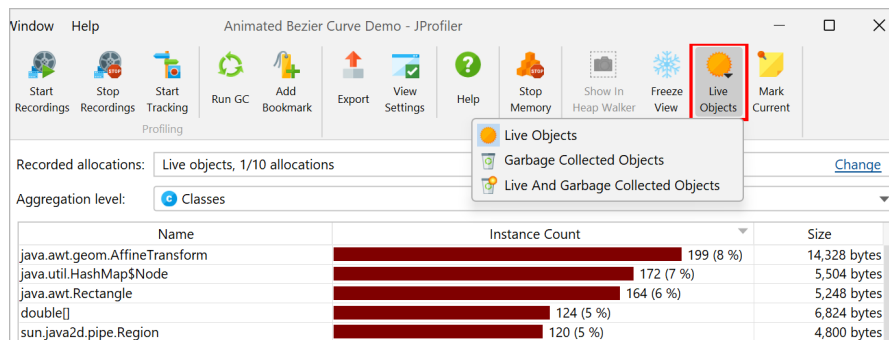 Window Help Animated Bezier Curve Demo - JProfiler
Start Recordings
Stop Recordings
Start Tracking
Run GC
Add Bookmark
Export
View Settings
Help
Stop Memory
Show In Heap Walker
Freeze View
Live Objects
Mark Current
Profiling
Live Objects
Garbage Collected Objects
Live And Garbage Collected Objects
Recorded allocations: Live objects, 1/10 allocations Change
Aggregation level: Classes
Name Instance Count Size
java.awt.geom.AffineTransform 199 (8 %) 14,328 bytes
java.util.HashMap$Node 172 (7 %) 5,504 bytes
java.awt.Rectangle 164 (6 %) 5,248 bytes
double[] 124 (5 %) 6,824 bytes
sun.java2d.pipe.Region 120 (5 %) 4,800 bytes